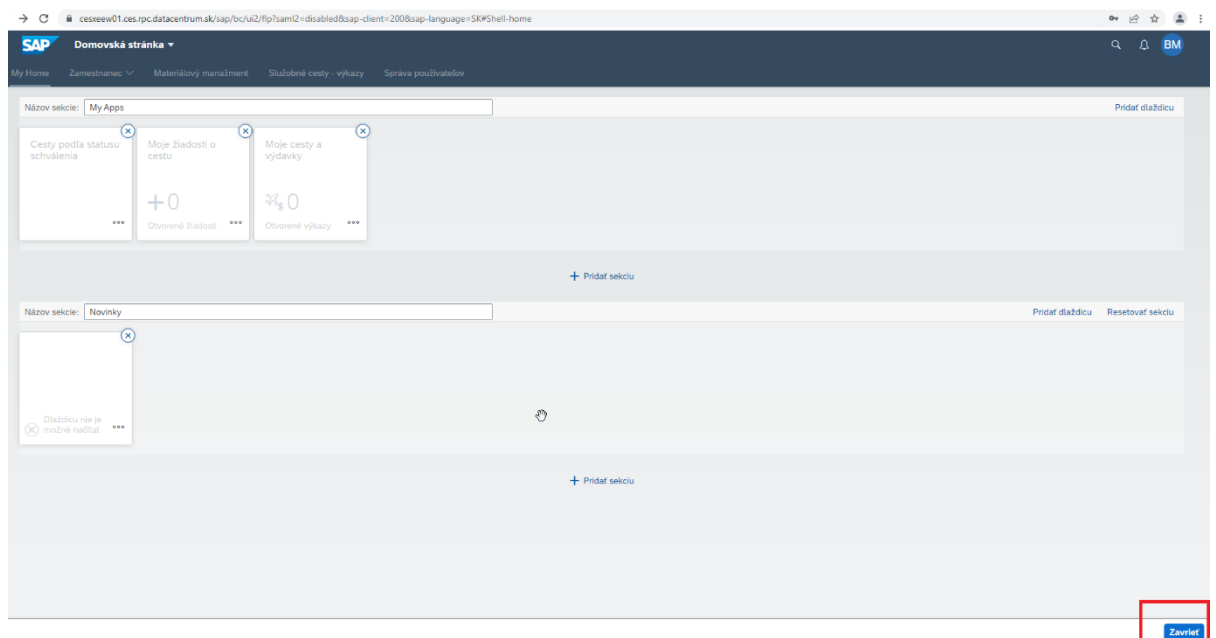 cesxeew01.ces.rpc.datacentrum.sk/sap/bc/ui2/flp?saml2=disabled&sap-client=200&sap-language=SK#Shell-home
SAP Domovská stránka BM
My Home Zamestnanec Materiálový manažment Služobné cesty - výkazy Správa používateľov
Názov sekcie: My Apps Pridať dlaždicu
Cesty podľa statusu schválenia
Moje žiadosti o cestu
0
Otvorené žiadosti
Moje cesty a výdavky
0
Otvorené výkazy
+ Pridať sekciu
Názov sekcie: Novinky Pridať dlaždicu Resetovať sekciu
Dlaždicu nie je
možné načítať
+ Pridať sekciu
Zavrieť